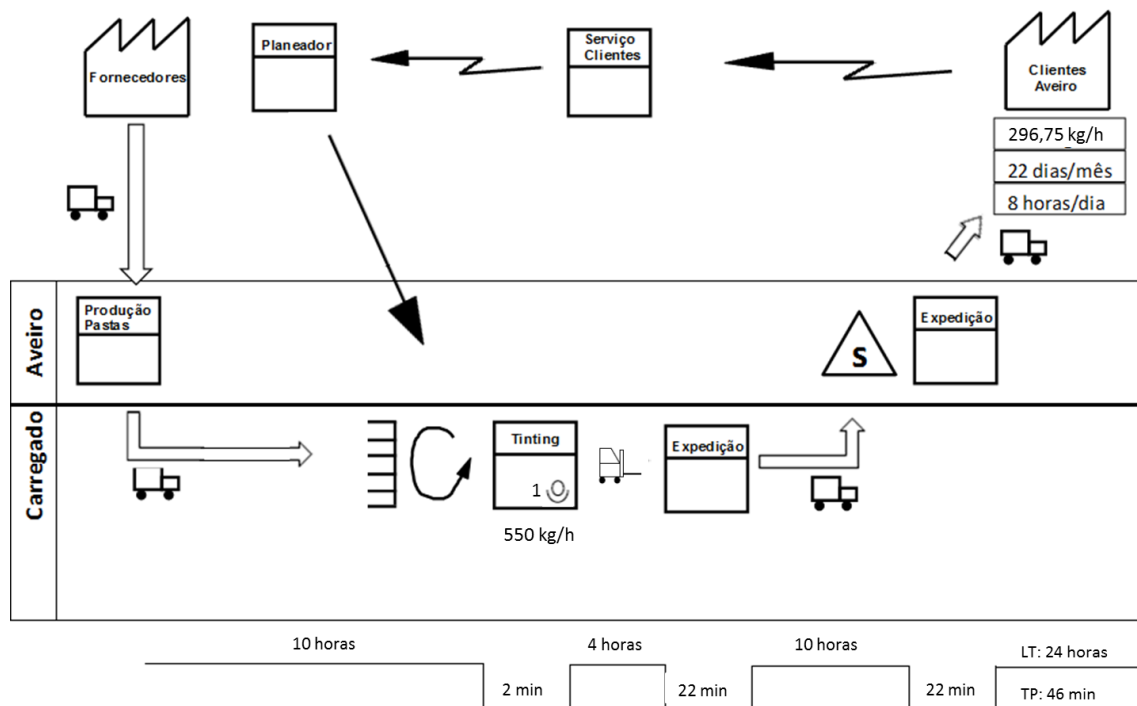 Fornecedores
Planeador
Serviço
Clientes
Clientes
Aveiro
296,75 kg/h
22 dias/mês
8 horas/dia
Aveiro
Produção
Pastas
S
Expedição
Carregado
Tinting
1
550 kg/h
Expedição
10 horas
4 horas
10 horas
LT: 24 horas
2 min
22 min
22 min
TP: 46 min